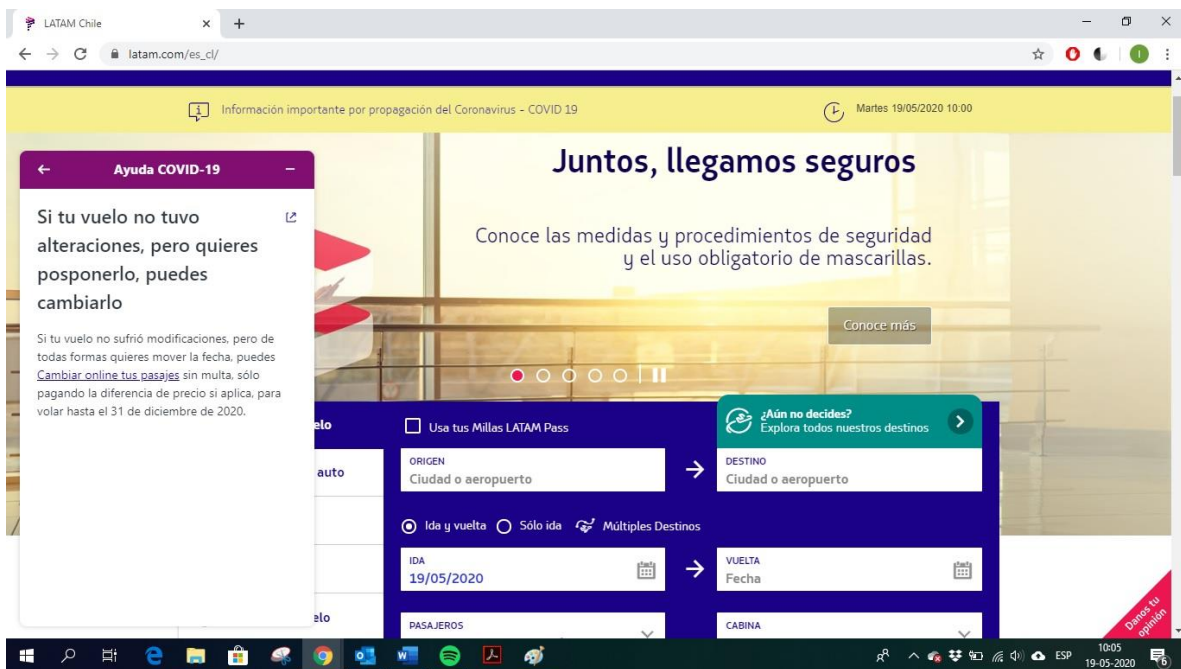 LATAM Chile
latam.com/es_cl/
Información importante por propagación del Coronavirus - COVID 19
Martes 19/05/2020 10:00
Ayuda COVID-19
Si tu vuelo no tuvo
alteraciones, pero quieres
posponerlo, puedes
cambiarlo
Si tu vuelo no sufrió modificaciones, pero de
todas formas quieres mover la fecha, puedes
Cambiar online tus pasajes sin multa, sólo
pagando la diferencia de precio si aplica, para
volar hasta el 31 de diciembre de 2020.
Juntos, llegamos seguros
Conoce las medidas y procedimientos de seguridad
y el uso obligatorio de mascarillas.
Conoce más
elo
auto
elo
Usa tus Millas LATAM Pass
¿Aún no decides?
Explora todos nuestros destinos
ORIGEN
Ciudad o aeropuerto
DESTINO
Ciudad o aeropuerto
Ida y vuelta Sólo ida Múltiples Destinos
IDA
19/05/2020
VUELTA
Fecha
PASAJEROS
CABINA
Danos tu
opinión
ESP
10:05
19-05-2020